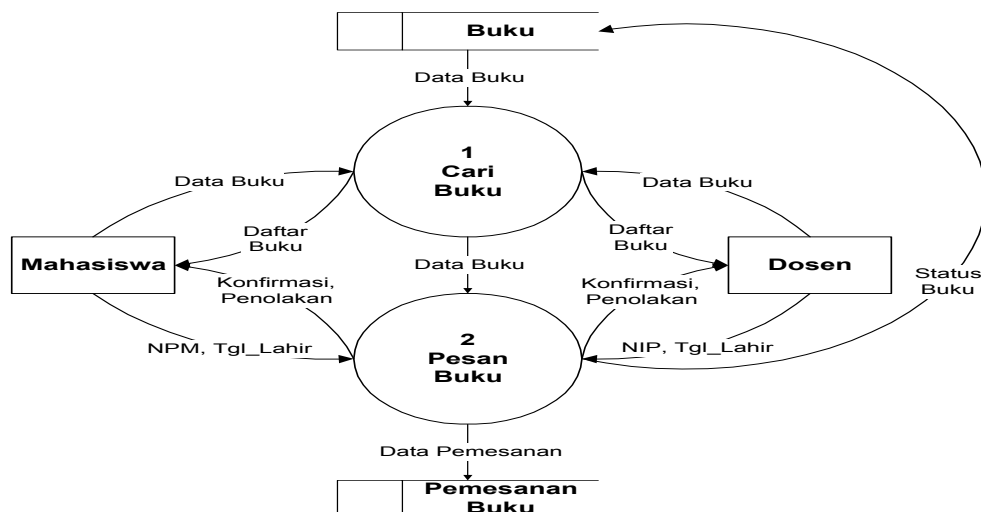 Buku
Data Buku
1
Cari
Buku
Data Buku
Data Buku
Daftar
Buku
Daftar
Buku
Mahasiswa
Data Buku
Dosen
Status
Buku
Konfirmasi,
Penolakan
Konfirmasi,
Penolakan
NPM, Tgl_Lahir
2
Pesan
Buku
NIP, Tgl_Lahir
Data Pemesanan
Pemesanan
Buku